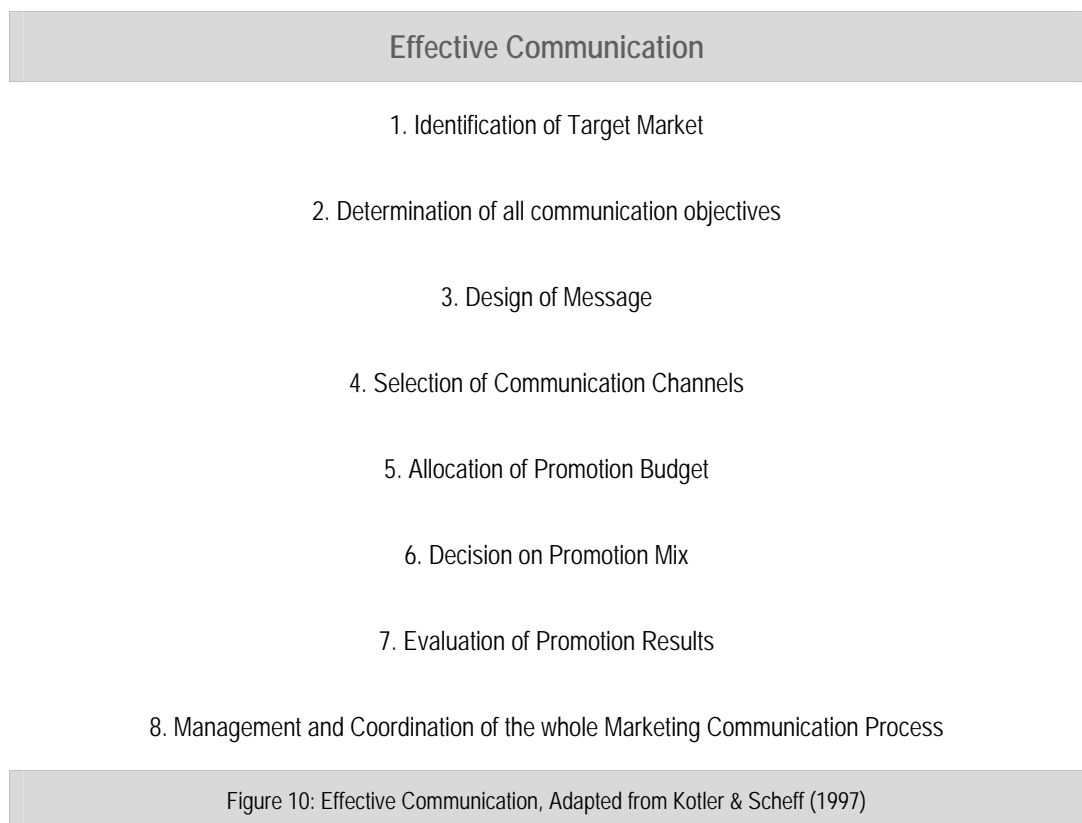 Effective Communication
1. Identification of Target Market
2. Determination of all communication objectives
3. Design of Message
4. Selection of Communication Channels
5. Allocation of Promotion Budget
6. Decision on Promotion Mix
7. Evaluation of Promotion Results
8. Management and Coordination of the whole Marketing Communication Process
Figure 10: Effective Communication, Adapted from Kotler & Scheff (1997)